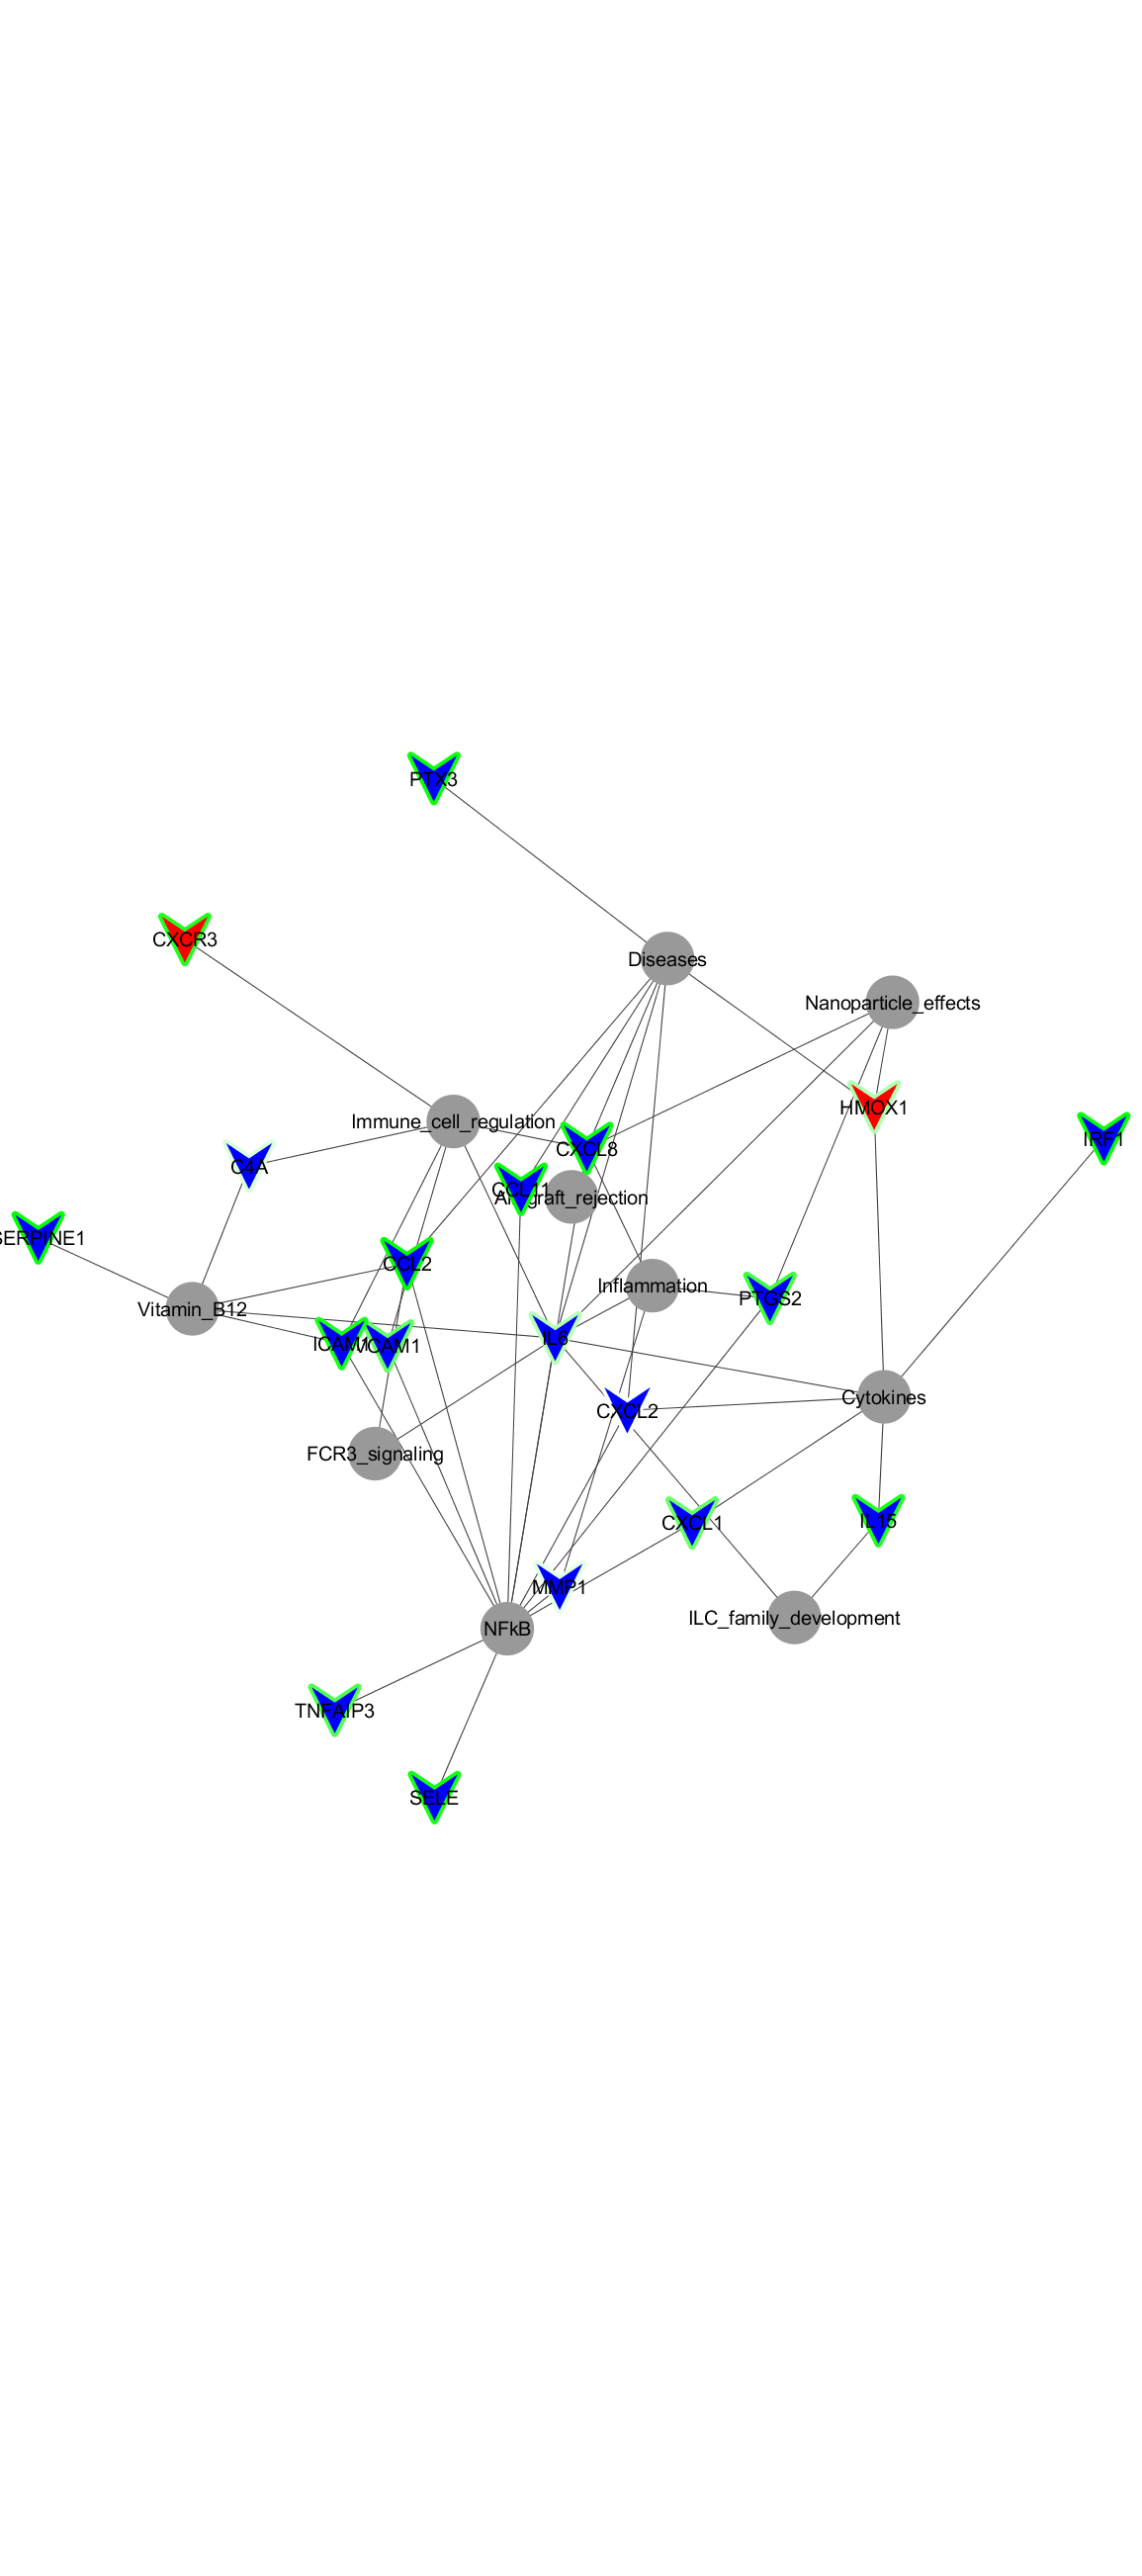 PTX3
CXCR3
Diseases
Nanoparticle_effects
HMOX1
Immune_cell_regulation
IRF1
CXCL8
C4A
CCL11
SERPINE1
CCL2
Inflammation
PTGS2
Vitamin_B12
IL6
ICAM1
VCAM1
Cytokines
CXCL2
FCR3_signaling
IL15
CXCL1
MMP1
ILC_family_development
NFkB
TNFAIP3
SELE